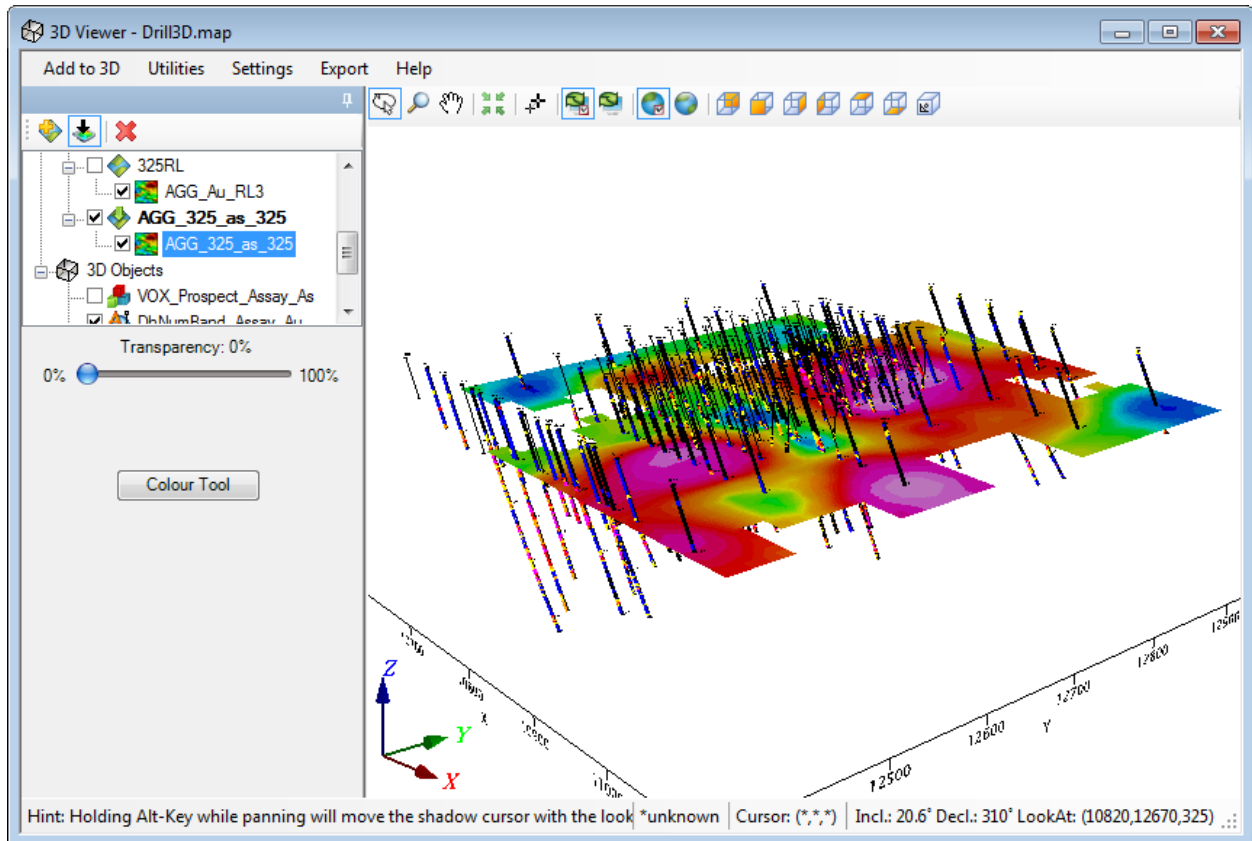 3D Viewer - Drill3D.map
Add to 3D Utilities Settings Export Help
325RL
AGG_Au_RL3
AGG_325_as_325
AGG_325_as_325
3D Objects
VOX_Prospect_Assay_As
DhNumBand_Assay_Au
Transparency: 0%
0% 100%
Colour Tool
Z
Y
X
X
12500
12600
Y
12700
12800
12900
Hint: Holding Alt-Key while panning will move the shadow cursor with the look *unknown Cursor: (*,*,*) Incl.: 20.6° Decl.: 310° LookAt: (10820,12670,325)